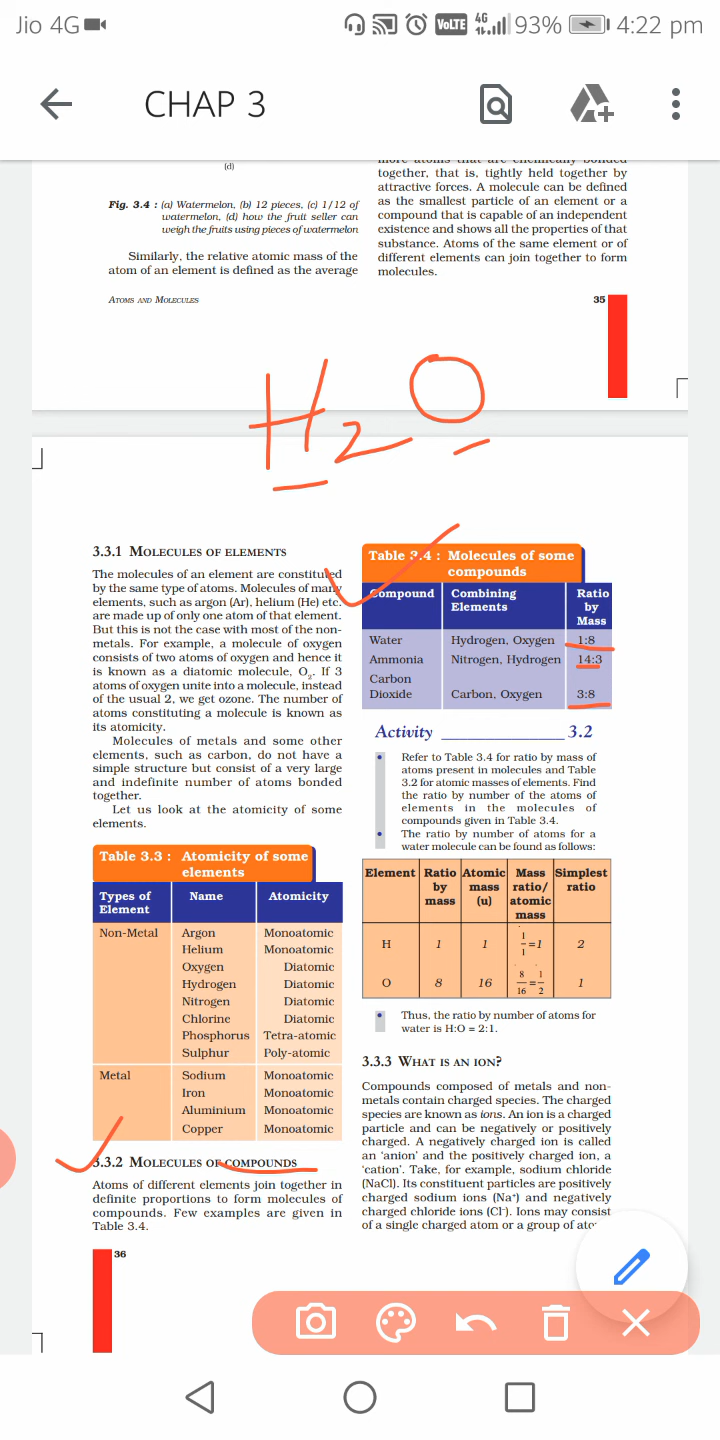 Jio 4G
VoLTE 4G 93% 4:22 pm
CHAP 3
(d)
Fig. 3.4 : (a) Watermelon, (b) 12 pieces, (c) 1/12 of
watermelon, (d) how the fruit seller can
weigh the fruits using pieces of watermelon
Similarly, the relative atomic mass of the
atom of an element is defined as the average
more atoms that are chemically bonded
together, that is, tightly held together by
attractive forces. A molecule can be defined
as the smallest particle of an element or a
compound that is capable of an independent
existence and shows all the properties of that
substance. Atoms of the same element or of
different elements can join together to form
molecules.
ATOMS AND MOLECULES
35
H₂O
3.3.1 MOLECULES OF ELEMENTS
The molecules of an element are constituted
by the same type of atoms. Molecules of many
elements, such as argon (Ar), helium (He) etc.
are made up of only one atom of that element.
But this is not the case with most of the non-
metals. For example, a molecule of oxygen
consists of two atoms of oxygen and hence it
is known as a diatomic molecule, O₂. If 3
atoms of oxygen unite into a molecule, instead
of the usual 2, we get ozone. The number of
atoms constituting a molecule is known as
its atomicity.
Molecules of metals and some other
elements, such as carbon, do not have a
simple structure but consist of a very large
and indefinite number of atoms bonded
together.
Let us look at the atomicity of some
elements.
Table 3.3 : Atomicity of some
elements
Types of Element Name Atomicity
Non-Metal Argon Monoatomic
Helium Monoatomic
Oxygen Diatomic
Hydrogen Diatomic
Nitrogen Diatomic
Chlorine Diatomic
Phosphorus Tetra-atomic
Sulphur Poly-atomic
Metal Sodium Monoatomic
Iron Monoatomic
Aluminium Monoatomic
Copper Monoatomic
3.3.2 MOLECULES OF COMPOUNDS
Atoms of different elements join together in
definite proportions to form molecules of
compounds. Few examples are given in
Table 3.4.
36
Table 3.4 : Molecules of some
compounds
Compound Combining Elements Ratio by Mass
Water Hydrogen, Oxygen 1:8
Ammonia Nitrogen, Hydrogen 14:3
Carbon
Dioxide Carbon, Oxygen 3:8
Activity 3.2
• Refer to Table 3.4 for ratio by mass of
atoms present in molecules and Table
3.2 for atomic masses of elements. Find
the ratio by number of the atoms of
elements in the molecules of
compounds given in Table 3.4.
• The ratio by number of atoms for a
water molecule can be found as follows:
Element Ratio by mass Atomic mass (u) Mass ratio/ atomic mass Simplest ratio
H 1 1 1/1=1 2
O 8 16 8/16=1/2 1
• Thus, the ratio by number of atoms for
water is H:O = 2:1.
3.3.3 WHAT IS AN ION?
Compounds composed of metals and non-
metals contain charged species. The charged
species are known as ions. An ion is a charged
particle and can be negatively or positively
charged. A negatively charged ion is called
an ‘anion’ and the positively charged ion, a
‘cation’. Take, for example, sodium chloride
(NaCl). Its constituent particles are positively
charged sodium ions (Na⁺) and negatively
charged chloride ions (Cl⁻). Ions may consist
of a single charged atom or a group of